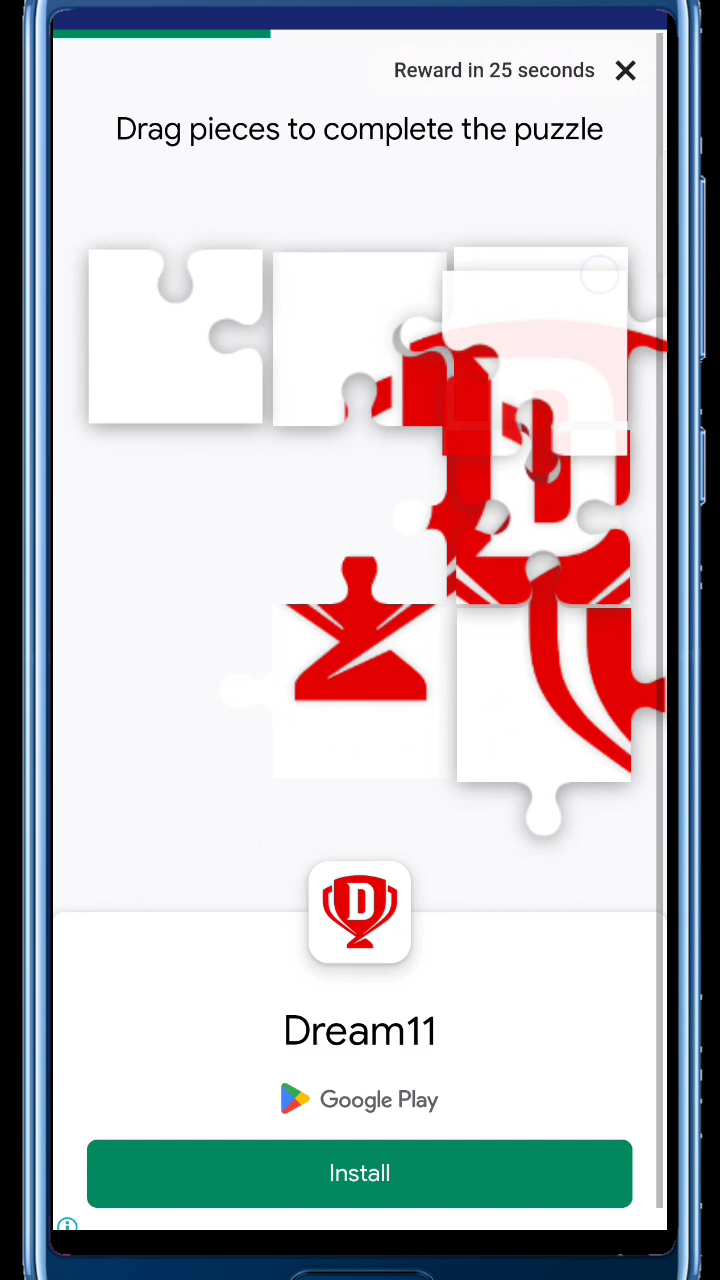 Reward in 25 seconds
Drag pieces to complete the puzzle
D
D
Dream11
Google Play
Install